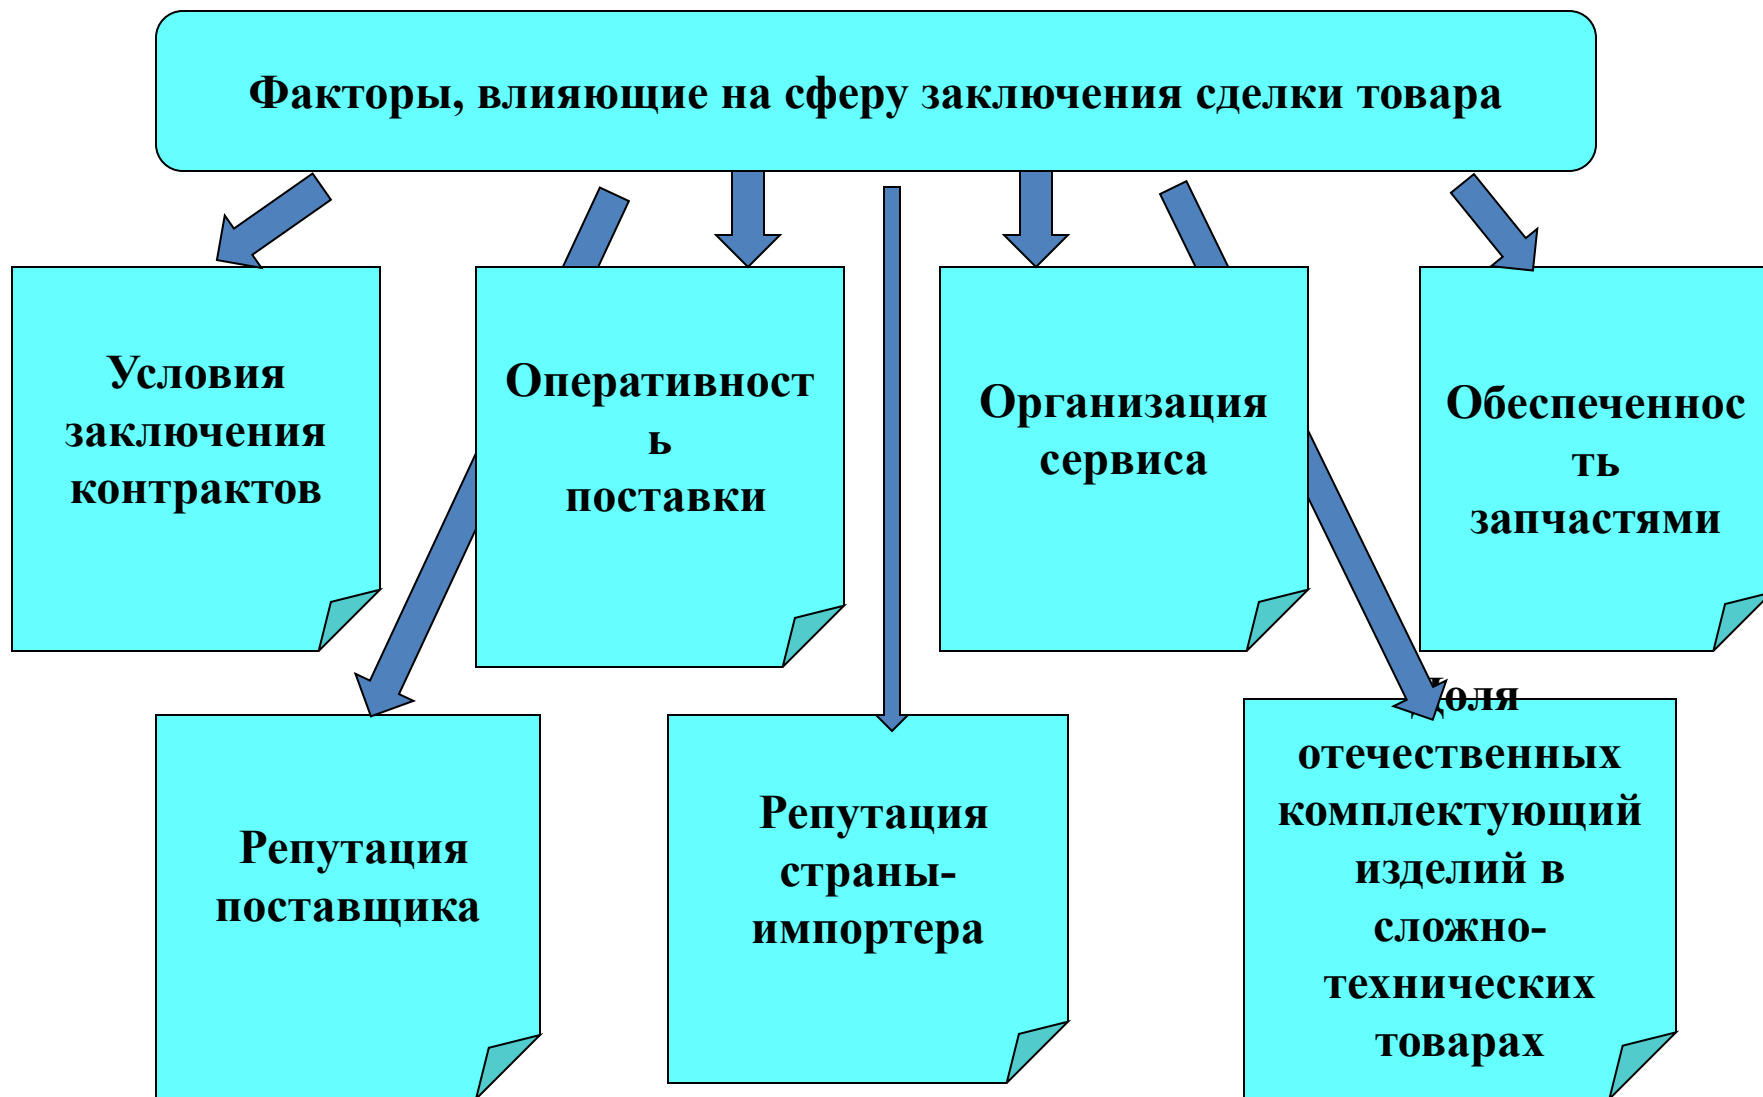 Факторы, влияющие на сферу заключения сделки товара
Условия
заключения
контрактов
Оперативност
ь
поставки
Организация
сервиса
Обеспеченнос
ть
запчастями
Репутация
поставщика
Репутация
страны-
импортера
Доля
отечественных
комплектующий
изделий в
сложно-
технических
товарах